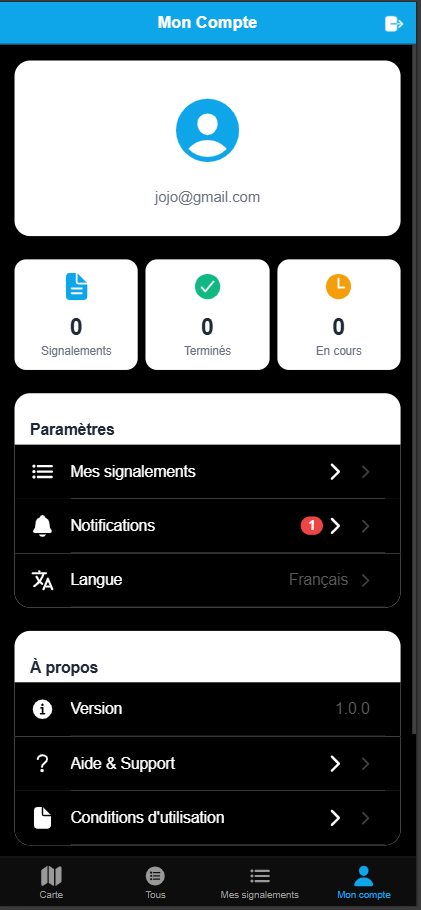 Mon Compte
jojo@gmail.com
0
Signalements
0
Terminés
0
En cours
Paramètres
Mes signalements
Notifications 1
Langue Français
À propos
Version 1.0.0
Aide & Support
Conditions d'utilisation
Carte Tous Mes signalements Mon compte